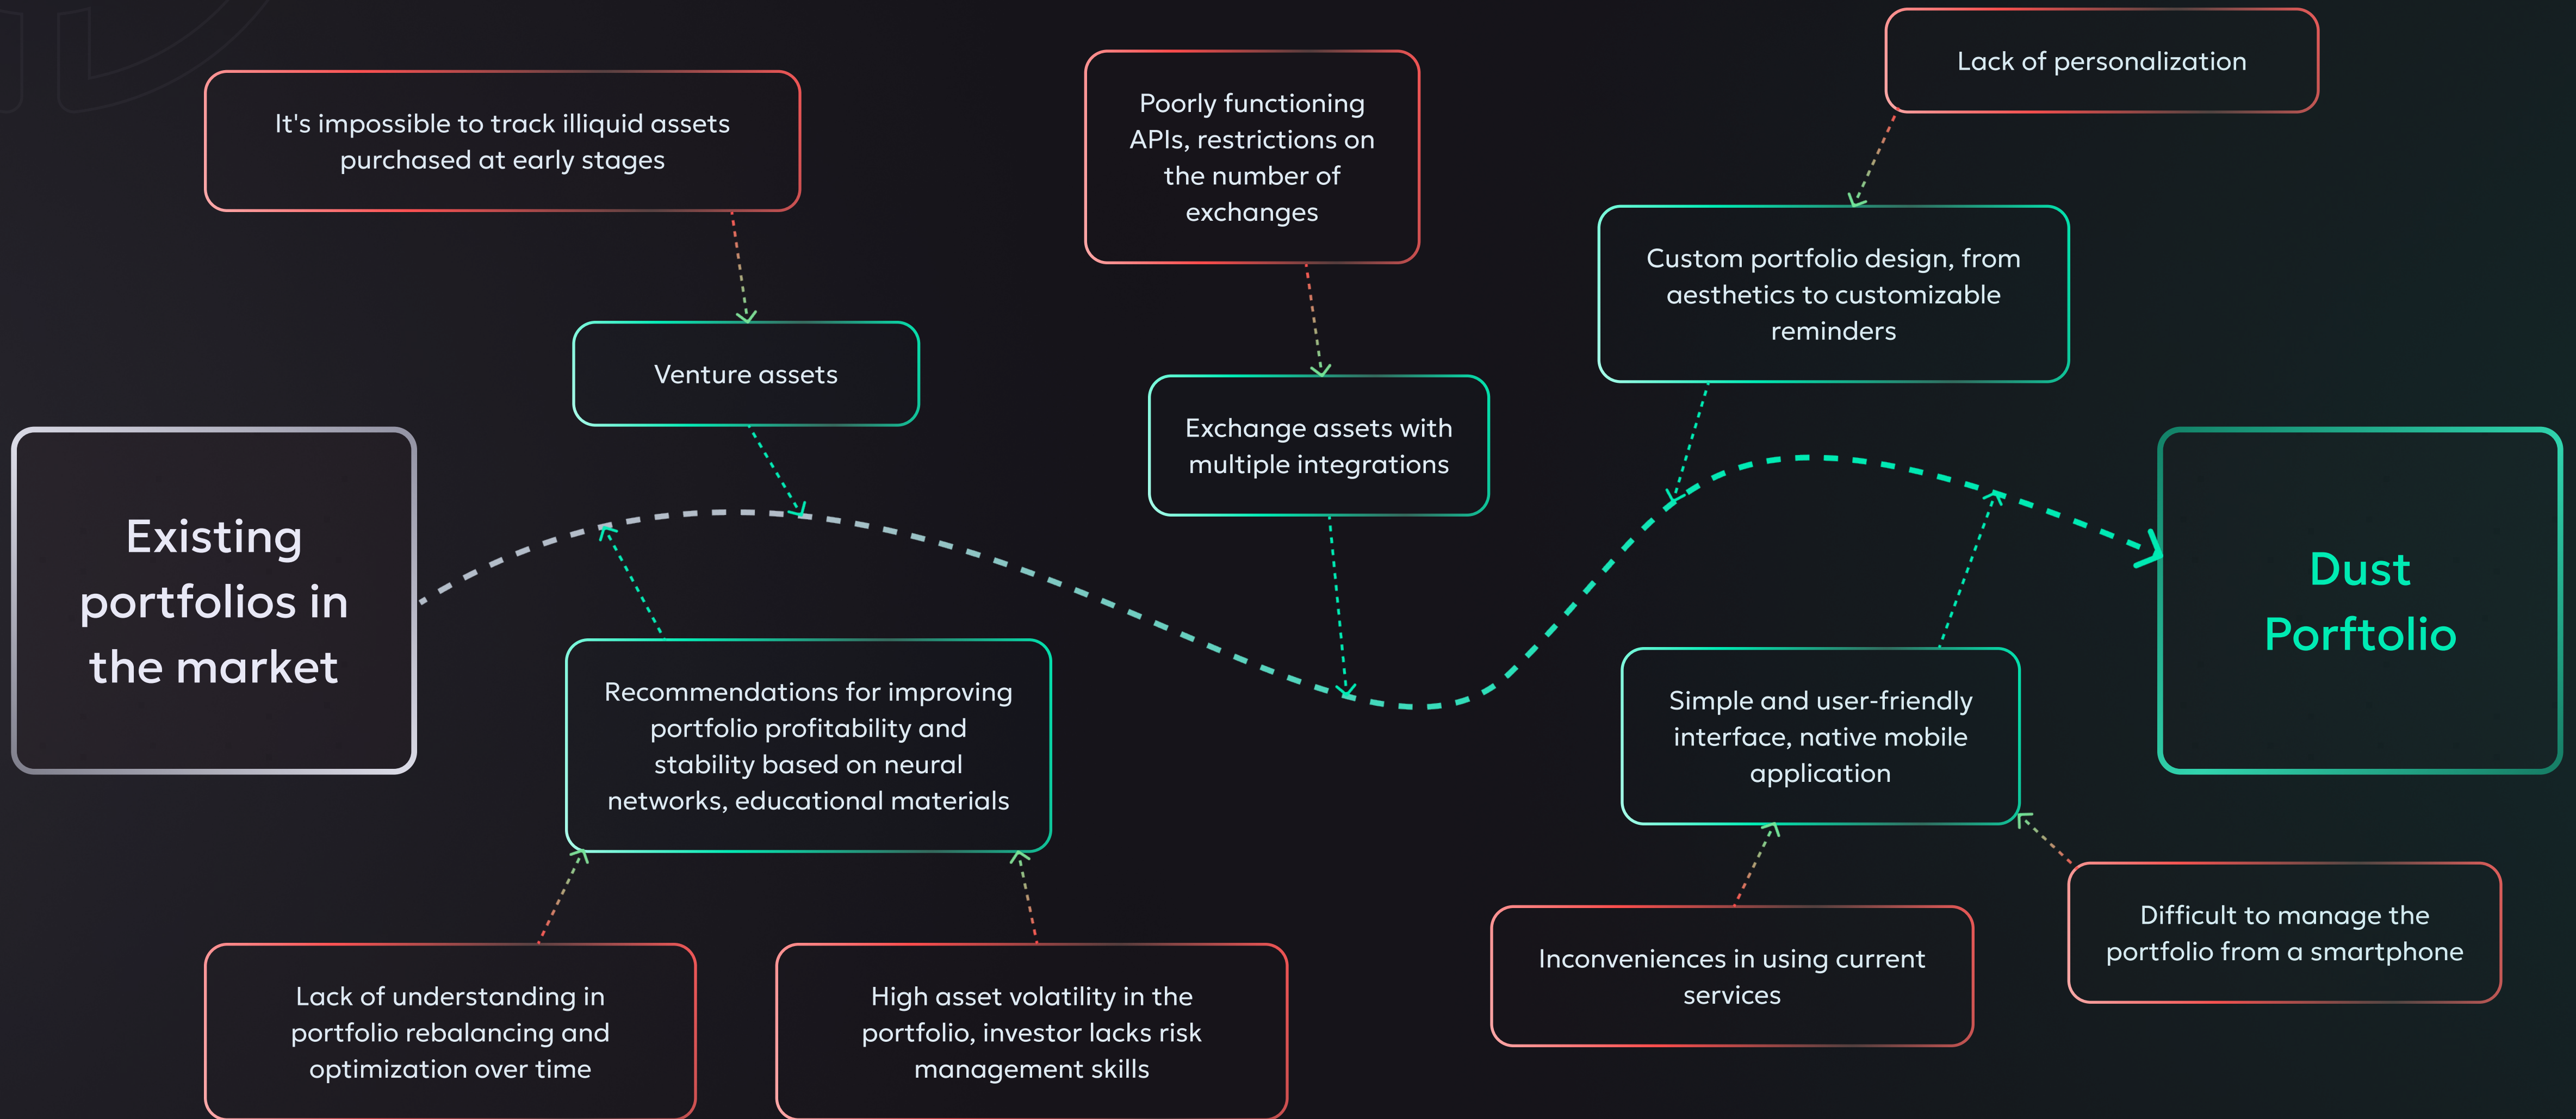 Lack of personalization
It's impossible to track illiquid assets
purchased at early stages
Poorly functioning
APIs, restrictions on
the number of
exchanges
Custom portfolio design, from
aesthetics to customizable
reminders
Venture assets
Exchange assets with
multiple integrations
Existing
portfolios in
the market
Dust
Porftolio
Recommendations for improving
portfolio profitability and
stability based on neural
networks, educational materials
Simple and user-friendly
interface, native mobile
application
Difficult to manage the
portfolio from a smartphone
Inconveniences in using current
services
Lack of understanding in
portfolio rebalancing and
optimization over time
High asset volatility in the
portfolio, investor lacks risk
management skills